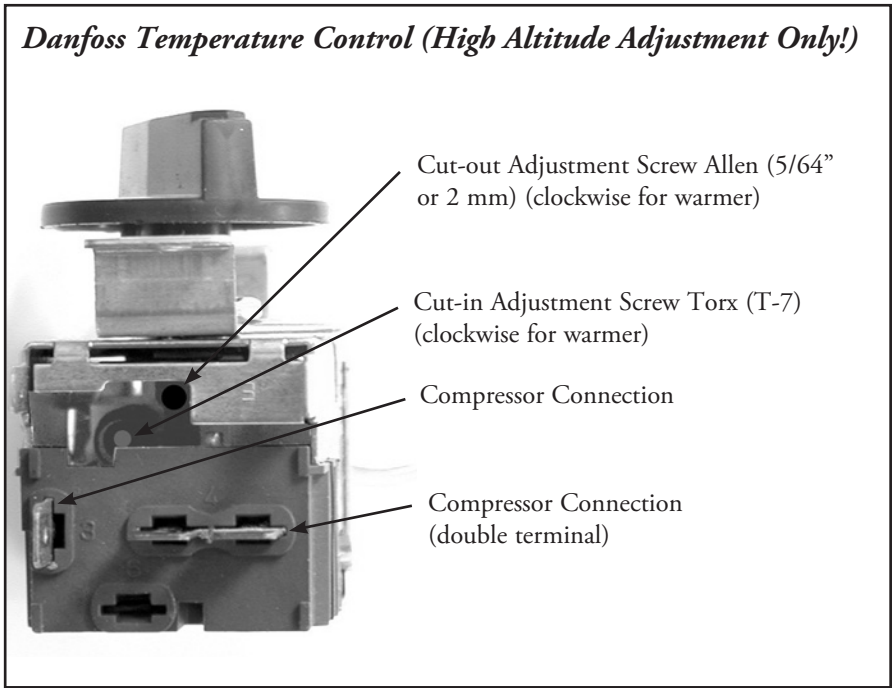 Danfoss Temperature Control (High Altitude Adjustment Only!)
Cut-out Adjustment Screw Allen (5/64”
or 2 mm) (clockwise for warmer)
Cut-in Adjustment Screw Torx (T-7)
(clockwise for warmer)
Compressor Connection
Compressor Connection
(double terminal)
4
3